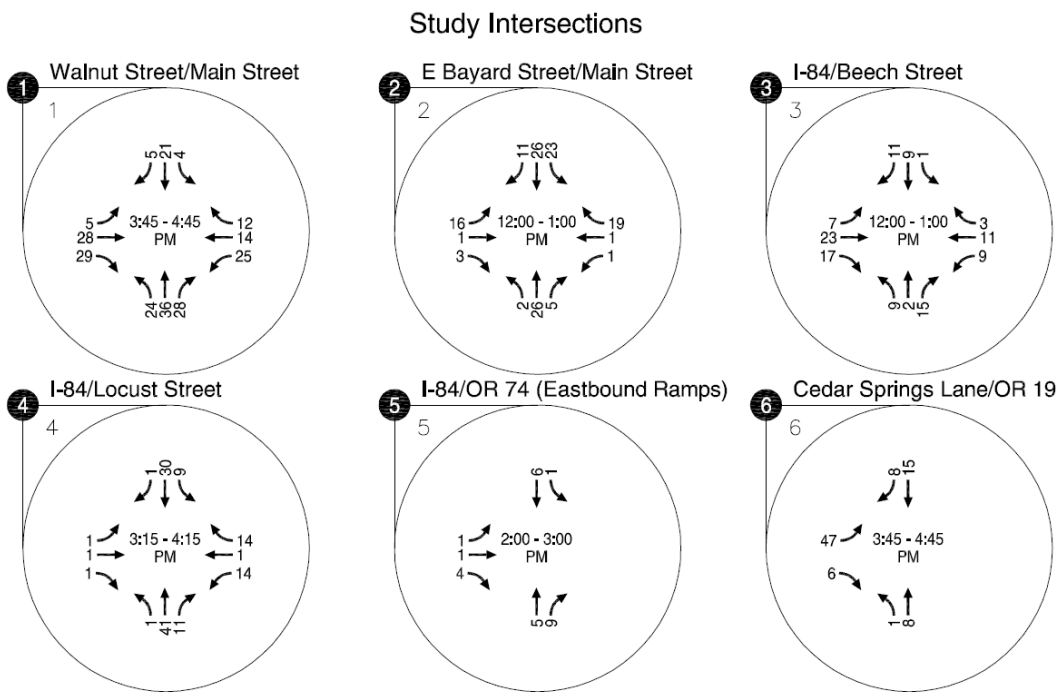 Study Intersections
1 Walnut Street/Main Street
1
5 21 4
5 3:45 - 4:45 12
28 PM 14
29 25
24 36 28
2 E Bayard Street/Main Street
2
11 26 23
16 12:00 - 1:00 19
1 PM 1
3 1
2 26 5
3 I-84/Beech Street
3
11 9 1
7 12:00 - 1:00 3
23 PM 11
17 9
9 2 15
4 I-84/Locust Street
4
1 30 9
1 3:15 - 4:15 14
1 PM 1
1 14
1 41 11
5 I-84/OR 74 (Eastbound Ramps)
5
6 1
1 2:00 - 3:00
1 PM
4
5 9
6 Cedar Springs Lane/OR 19
6
8 15
47 3:45 - 4:45
PM
6
1 8